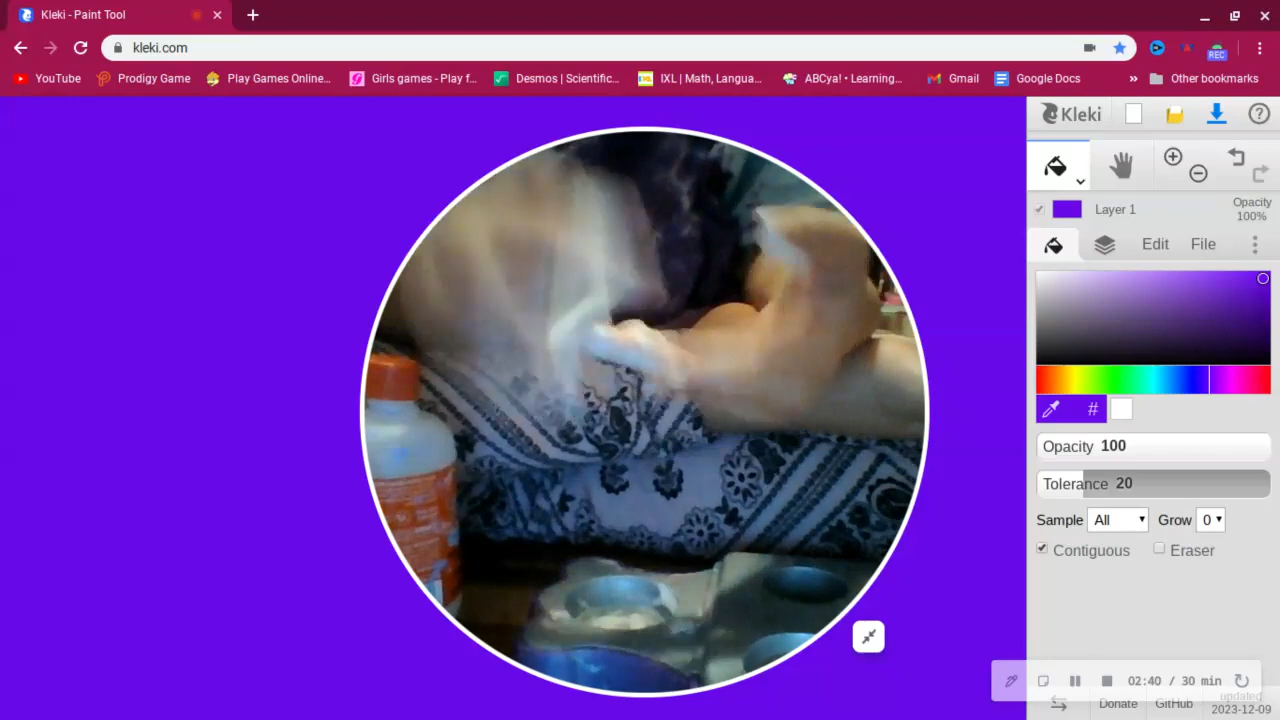 Kleki - Paint Tool
kleki.com
REC
YouTube
Prodigy Game
Play Games Online...
Girls games - Play f...
Desmos | Scientific...
IXL | Math, Langua...
ABCya! • Learning...
Gmail
Google Docs
»
Other bookmarks
Kleki
Layer 1
Opacity
100%
Edit
File
#
Opacity 100
Tolerance 20
Sample All Grow 0
Contiguous Eraser
02:40 / 30 min
Donate GitHub updated
2023-12-09